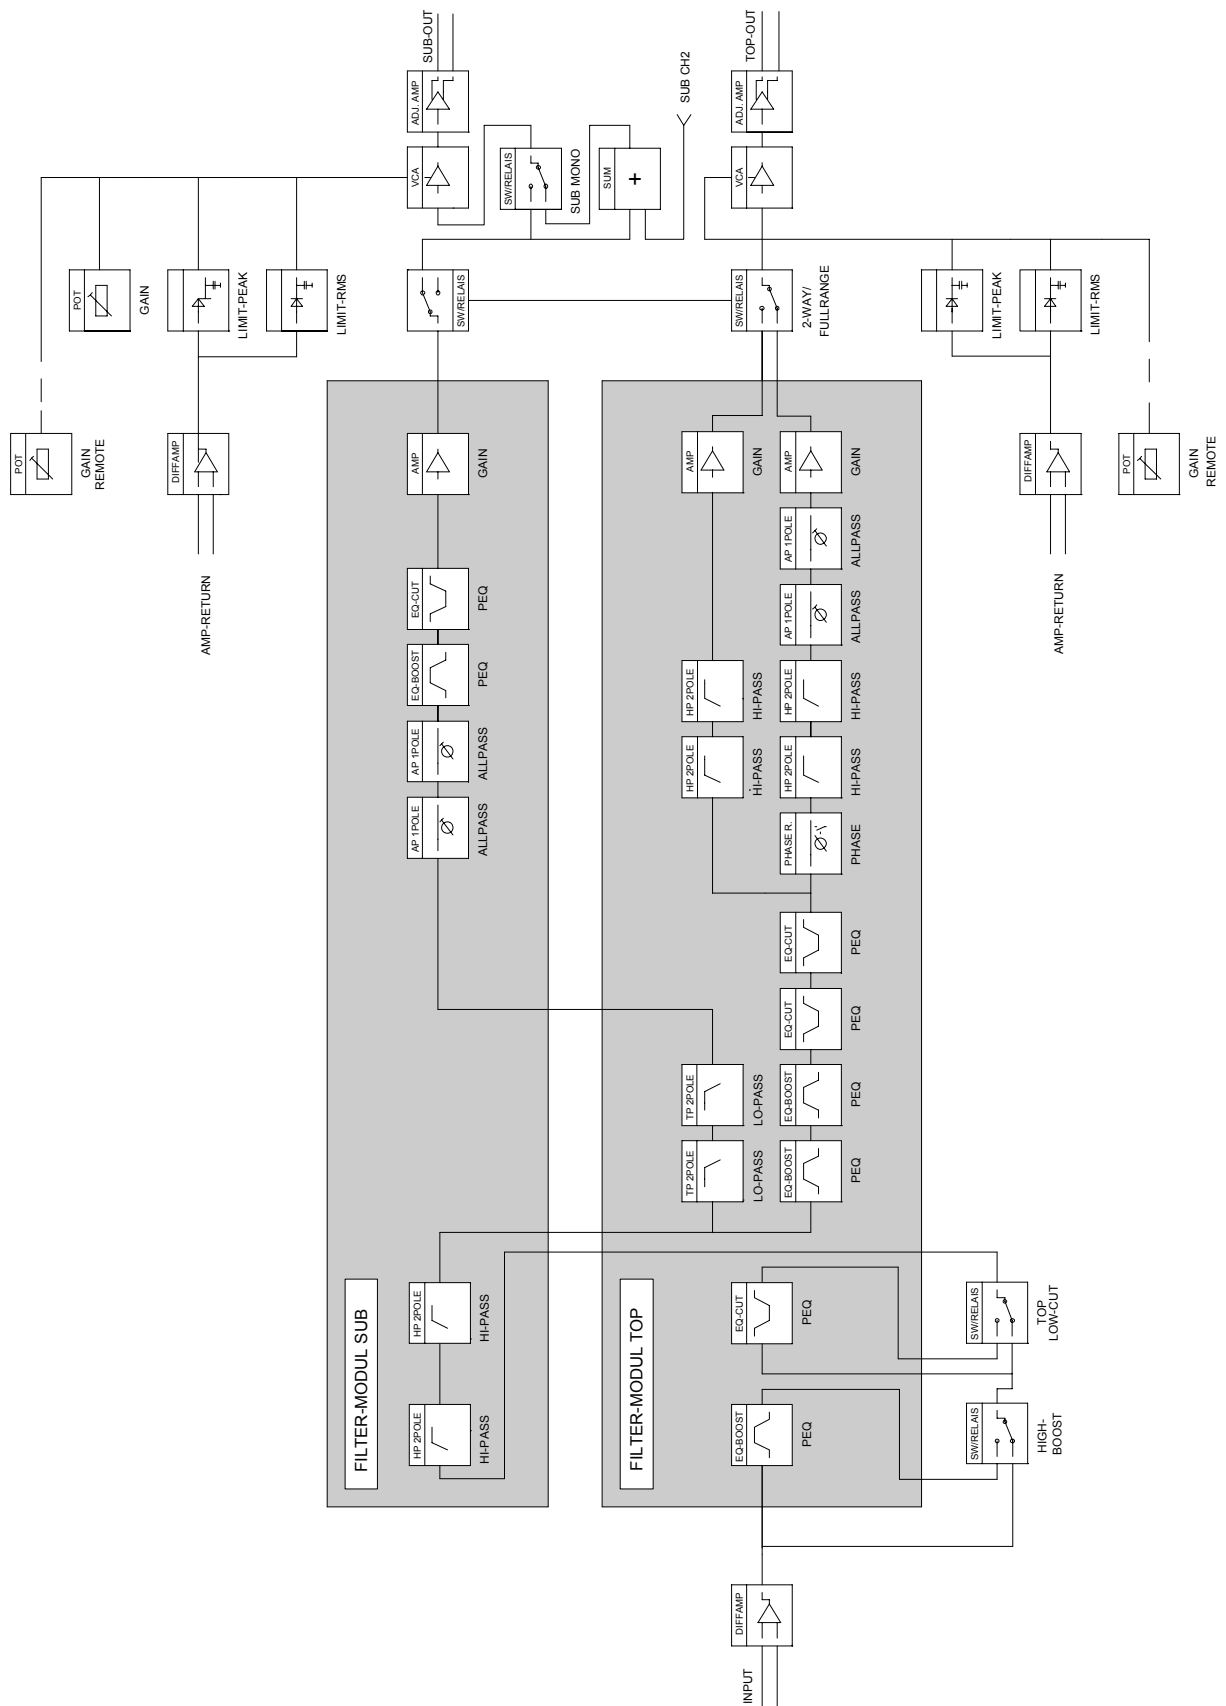 INPUT
DIFFAMP
FILTER-MODUL SUB
HP 2POLE
HI-PASS
HP 2POLE
HI-PASS
AP 1POLE
ALLPASS
AP 1POLE
ALLPASS
EQ-BOOST
PEQ
EQ-CUT
PEQ
AMP
GAIN
FILTER-MODUL TOP
EQ-BOOST
PEQ
EQ-CUT
PEQ
TP 2POLE
LO-PASS
TP 2POLE
LO-PASS
HP 2POLE
HI-PASS
HP 2POLE
HI-PASS
AMP
GAIN
EQ-BOOST
PEQ
EQ-BOOST
PEQ
EQ-CUT
PEQ
EQ-CUT
PEQ
PHASE R.
PHASE
HP 2POLE
HI-PASS
HP 2POLE
HI-PASS
AP 1POLE
ALLPASS
AP 1POLE
ALLPASS
AMP
GAIN
SW/RELAIS
HIGH-
BOOST
SW/RELAIS
TOP
LOW-CUT
POT
GAIN
REMOTE
AMP-RETURN
DIFFAMP
POT
GAIN
LIMIT-PEAK
LIMIT-RMS
SW/RELAIS
SW/RELAIS
2-WAY/
FULLRANGE
VCA
ADJ. AMP
SUB-OUT
SW/RELAIS
SUB MONO
SUM
+
SUB CH2
VCA
ADJ. AMP
TOP-OUT
LIMIT-PEAK
LIMIT-RMS
AMP-RETURN
DIFFAMP
POT
GAIN
REMOTE